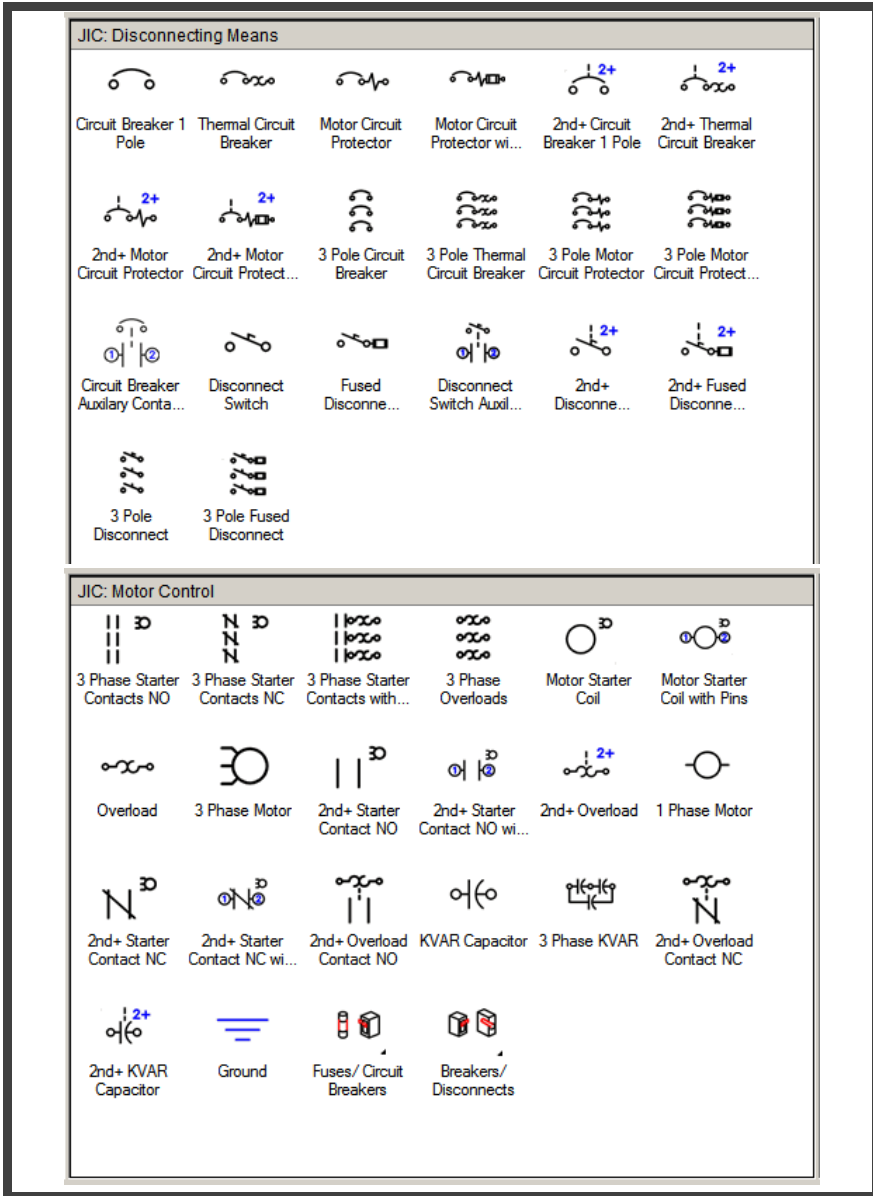 JIC: Disconnecting Means
2+
2+
Circuit Breaker 1 Thermal Circuit Motor Circuit Motor Circuit 2nd+ Circuit 2nd+ Thermal
Pole Breaker Protector Protector wi... Breaker 1 Pole Circuit Breaker
2+
2+
2nd+ Motor 2nd+ Motor 3 Pole Circuit 3 Pole Thermal 3 Pole Motor 3 Pole Motor
Circuit Protector Circuit Protect... Breaker Circuit Breaker Circuit Protector Circuit Protect...
2+
2+
1 2 1 2
Circuit Breaker Disconnect Fused Disconnect 2nd+ 2nd+ Fused
Auxilary Conta... Switch Disconne... Switch Auxil... Disconne... Disconne...
3 Pole 3 Pole Fused
Disconnect Disconnect
JIC: Motor Control
1 2
3 Phase Starter 3 Phase Starter 3 Phase Starter 3 Phase Motor Starter Motor Starter
Contacts NO Contacts NC Contacts with... Overloads Coil Coil with Pins
2+
1 2
Overload 3 Phase Motor 2nd+ Starter 2nd+ Starter 2nd+ Overload 1 Phase Motor
Contact NO Contact NO wi...
1 2
2nd+ Starter 2nd+ Starter 2nd+ Overload KVAR Capacitor 3 Phase KVAR 2nd+ Overload
Contact NC Contact NC wi... Contact NO Contact NC
2+
2nd+ KVAR Ground Fuses/ Circuit Breakers/
Capacitor Breakers Disconnects